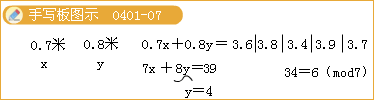 手写板图示 0401-07
0.7米 0.8米 0.7x+0.8y= 3.6|3.8|3.4|3.9|3.7
x y 7x+8y=39 34=6 (mod7)
y=4